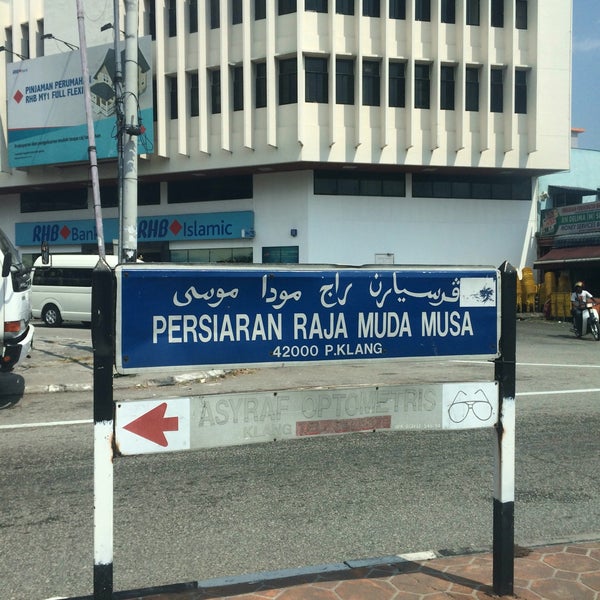 PINJAMAN PERUMAHAN
RHB MY1 FULL FLEXI
RHB Bank RHB Islamic
ڤرسيارن راج مودا موسى
PERSIARAN RAJA MUDA MUSA
42000 P.KLANG
ASYRAF OPTOMETRIS
KLANG